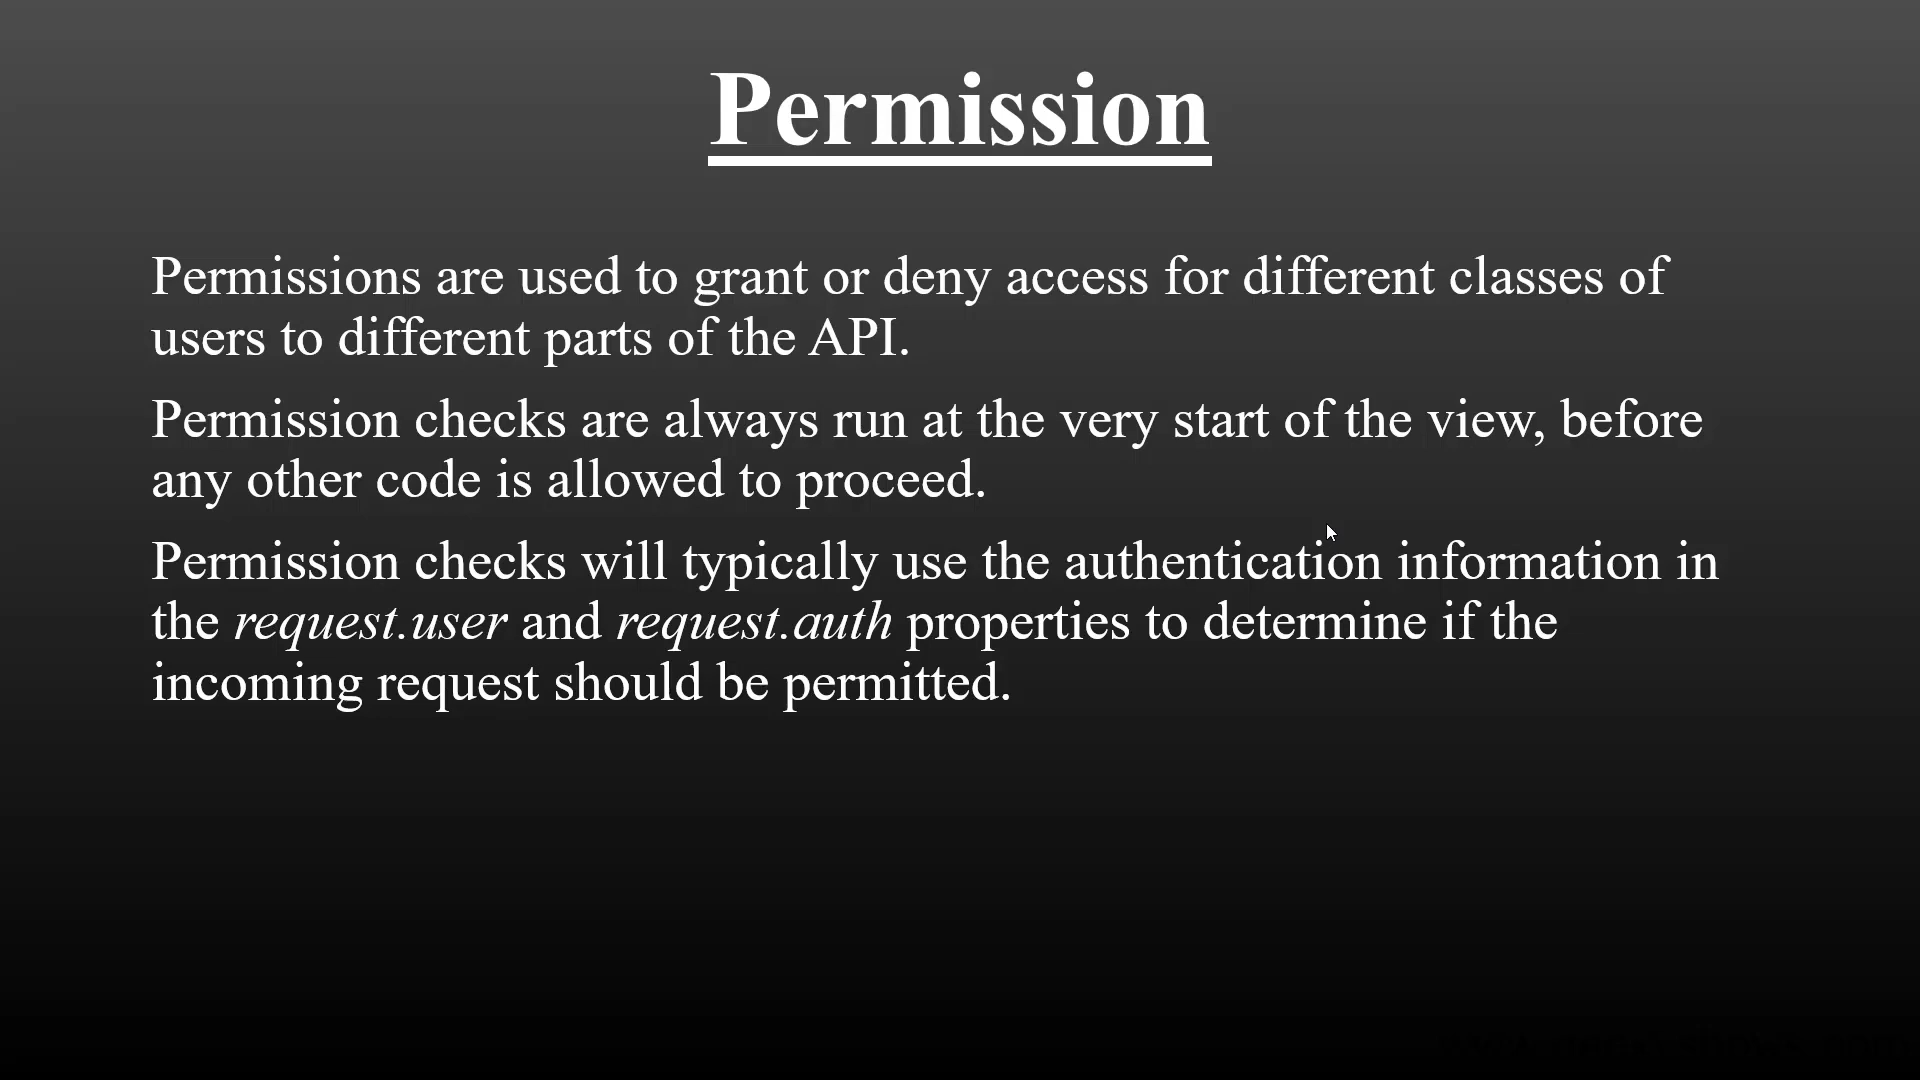 Permission
Permissions are used to grant or deny access for different classes of
users to different parts of the API.
Permission checks are always run at the very start of the view, before
any other code is allowed to proceed.
Permission checks will typically use the authentication information in
the request.user and request.auth properties to determine if the
incoming request should be permitted.